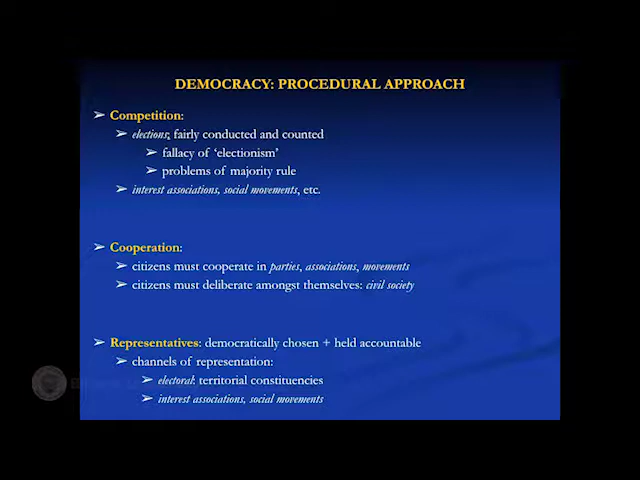 DEMOCRACY: PROCEDURAL APPROACH
➢ Competition:
➢ elections; fairly conducted and counted
➢ fallacy of ‘electionism’
➢ problems of majority rule
➢ interest associations, social movements, etc.
➢ Cooperation:
➢ citizens must cooperate in parties, associations, movements
➢ citizens must deliberate amongst themselves: civil society
➢ Representatives: democratically chosen + held accountable
➢ channels of representation:
➢ electoral: territorial constituencies
➢ interest associations, social movements